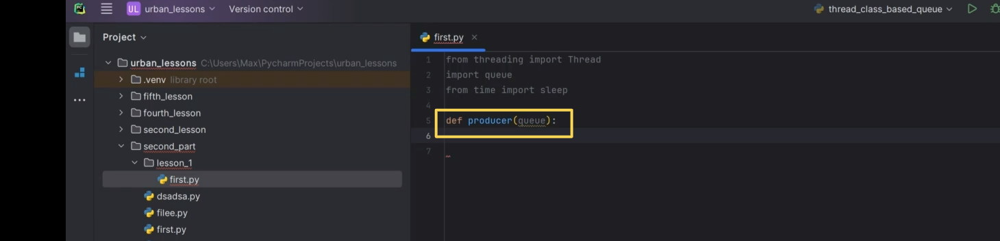 UL urban_lessons Version control thread_class_based_queue
Project
first.py
urban_lessons C:\Users\Max\PycharmProjects\urban_lessons
.venv library root
fifth_lesson
fourth_lesson
second_lesson
second_part
lesson_1
first.py
dsadsa.py
filee.py
first.py
1 from threading import Thread
2 import queue
3 from time import sleep
4
5 def producer(queue):
6
7